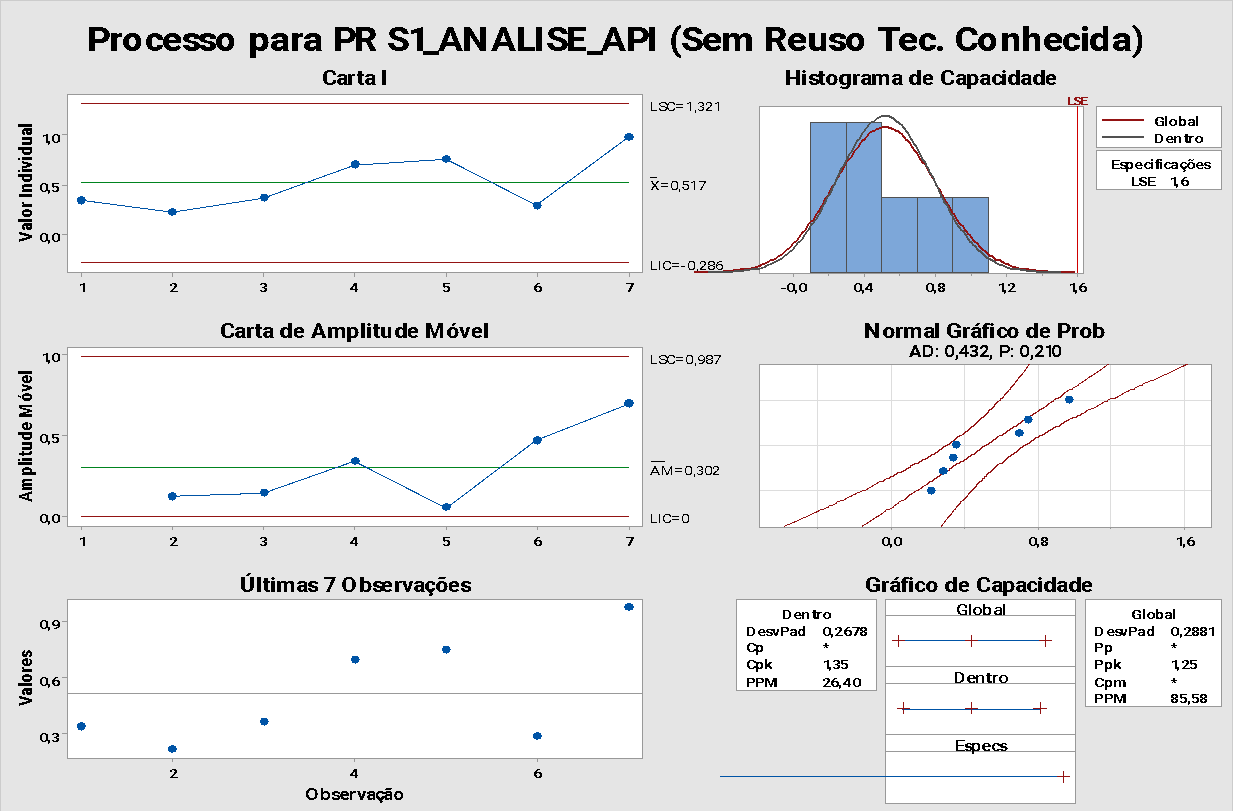 Processo para PR S1_ANALISE_API (Sem Reuso Tec. Conhecida)
Carta I
Valor Individual
1,0
0,5
0,0
LSC=1,321
X=0,517
LIC=-0,286
1 2 3 4 5 6 7
Histograma de Capacidade
LSE
Global
Dentro
Especificações
LSE 1,6
-0,0 0,4 0,8 1,2 1,6
Carta de Amplitude Móvel
Amplitude Móvel
1,0
0,5
0,0
LSC=0,987
AM=0,302
LIC=0
1 2 3 4 5 6 7
Normal Gráfico de Prob
AD: 0,432, P: 0,210
0,0 0,8 1,6
Últimas 7 Observações
Valores
0,9
0,6
0,3
2 4 6
Observação
Gráfico de Capacidade
Dentro
DesvPad 0,2678
Cp *
Cpk 1,35
PPM 26,40
Global
Dentro
Especs
Global
DesvPad 0,2881
Pp *
Ppk 1,25
Cpm *
PPM 85,58